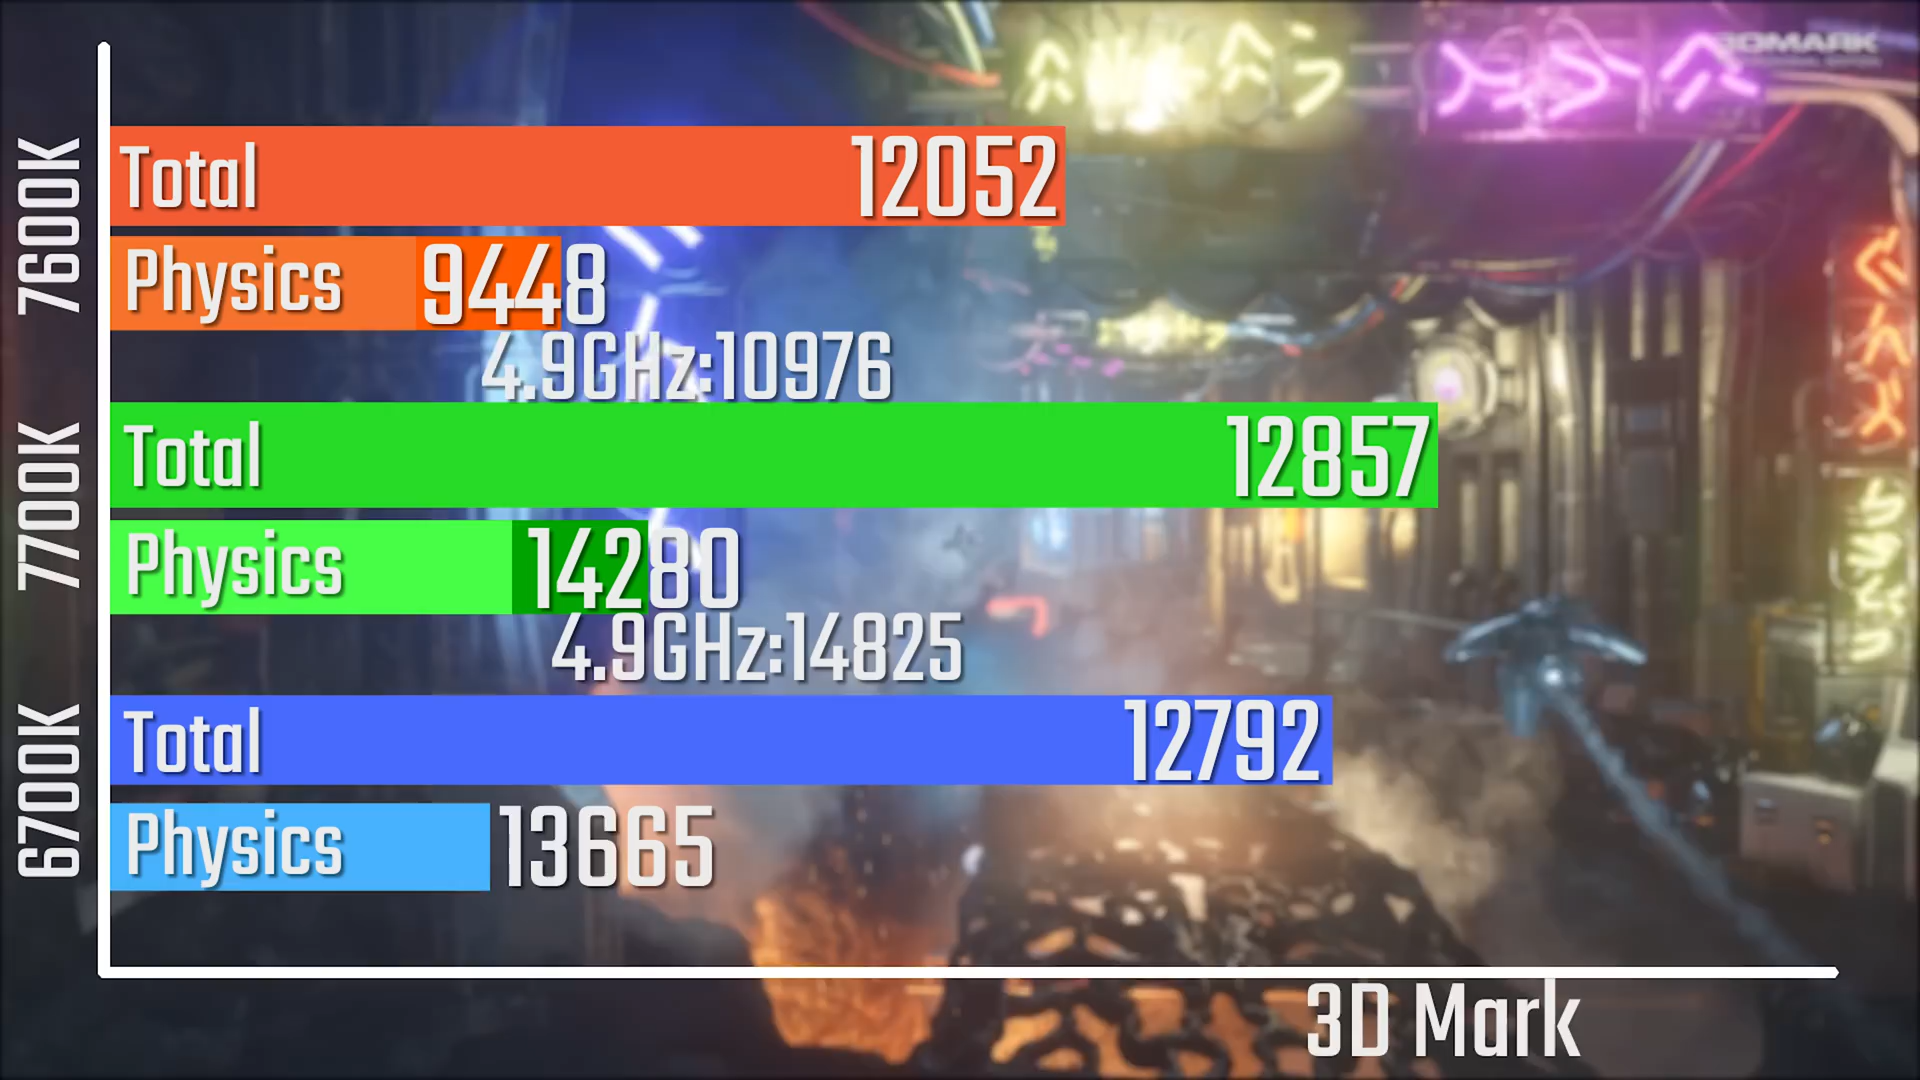 3DMARK
7600K
Total 12052
Physics 9448
4.9GHz:10976
7700K
Total 12857
Physics 14280
4.9GHz:14825
6700K
Total 12792
Physics 13665
3D Mark